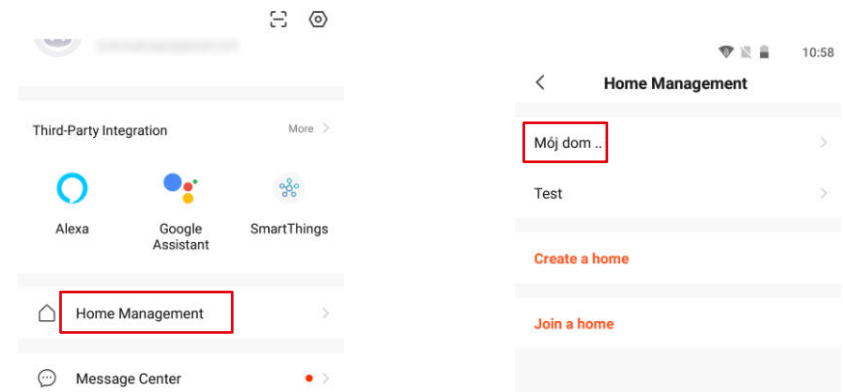 Third-Party Integration
More
Alexa
Google
Assistant
SmartThings
Home Management
Message Center
10:58
Home Management
Mój dom ..
Test
Create a home
Join a home